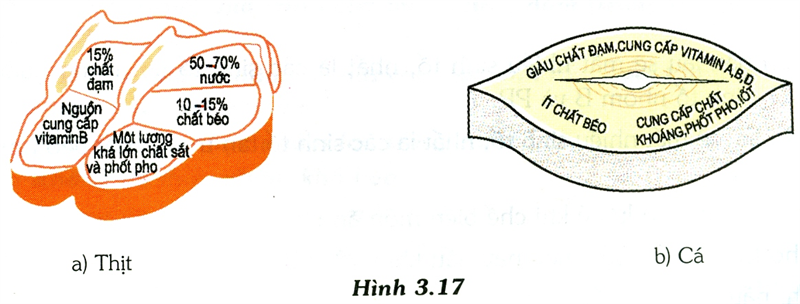 15%
chất
đạm
50-70%
nước
10-15%
chất béo
Nguồn
cung cấp
vitaminB
Một lượng
khá lớn chất sắt
và phốt pho
GIÀU CHẤT ĐẠM,CUNG CẤP VITAMIN A,B,D
ÍT CHẤT BÉO
CUNG CẤP CHẤT
KHOÁNG,PHỐT PHO,IỐT
a) Thịt
b) Cá
Hình 3.17